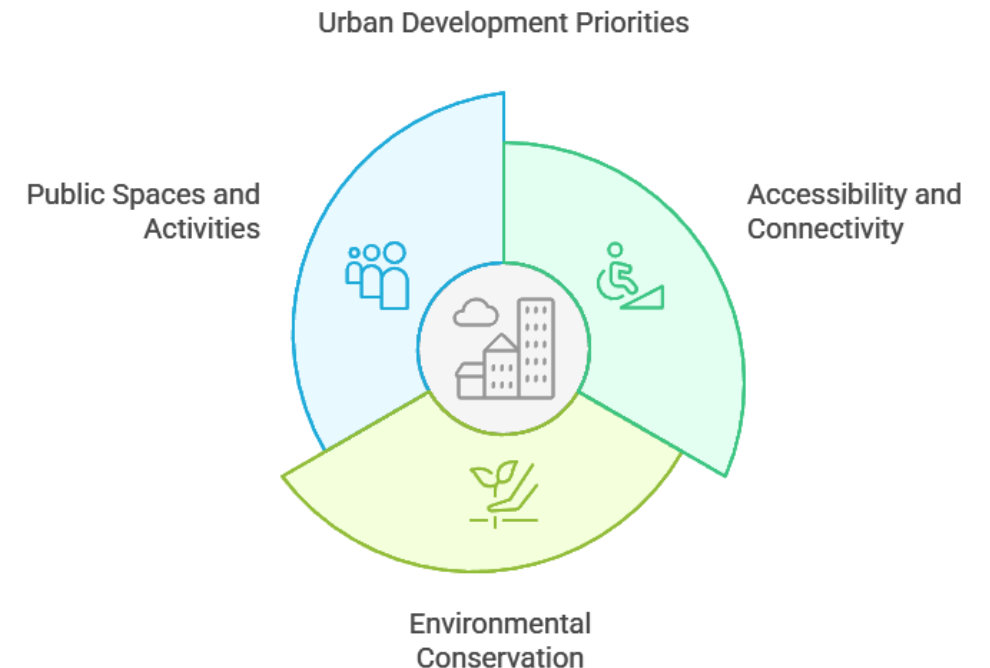 Urban Development Priorities
Public Spaces and
Activities
Accessibility and
Connectivity
Environmental
Conservation